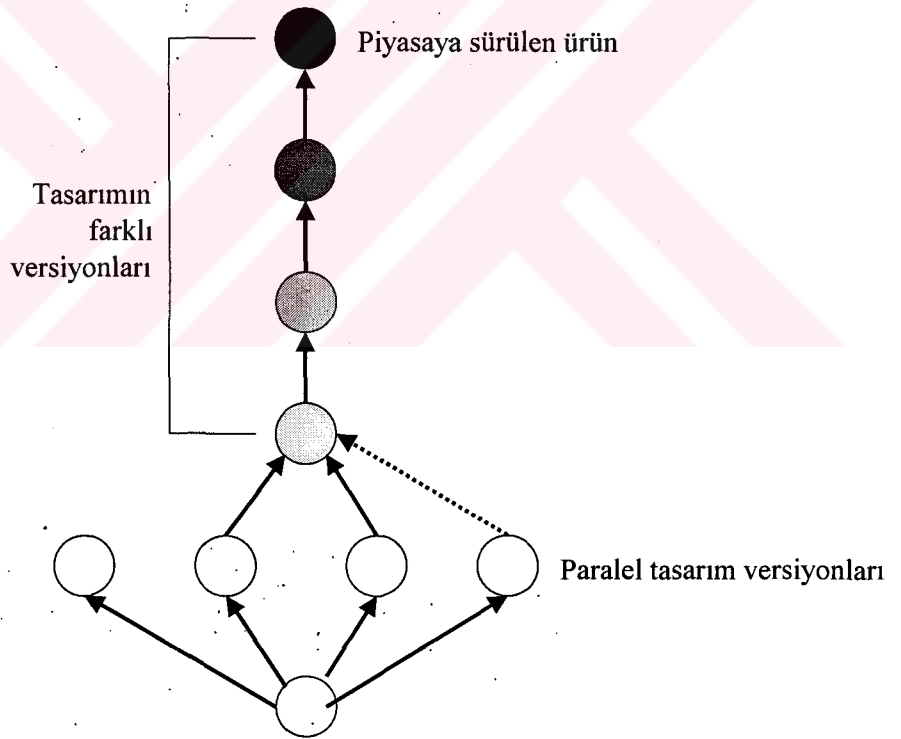 Piyasaya sürülen ürün
Tasarımın
farklı
versiyonları
Paralel tasarım versiyonları